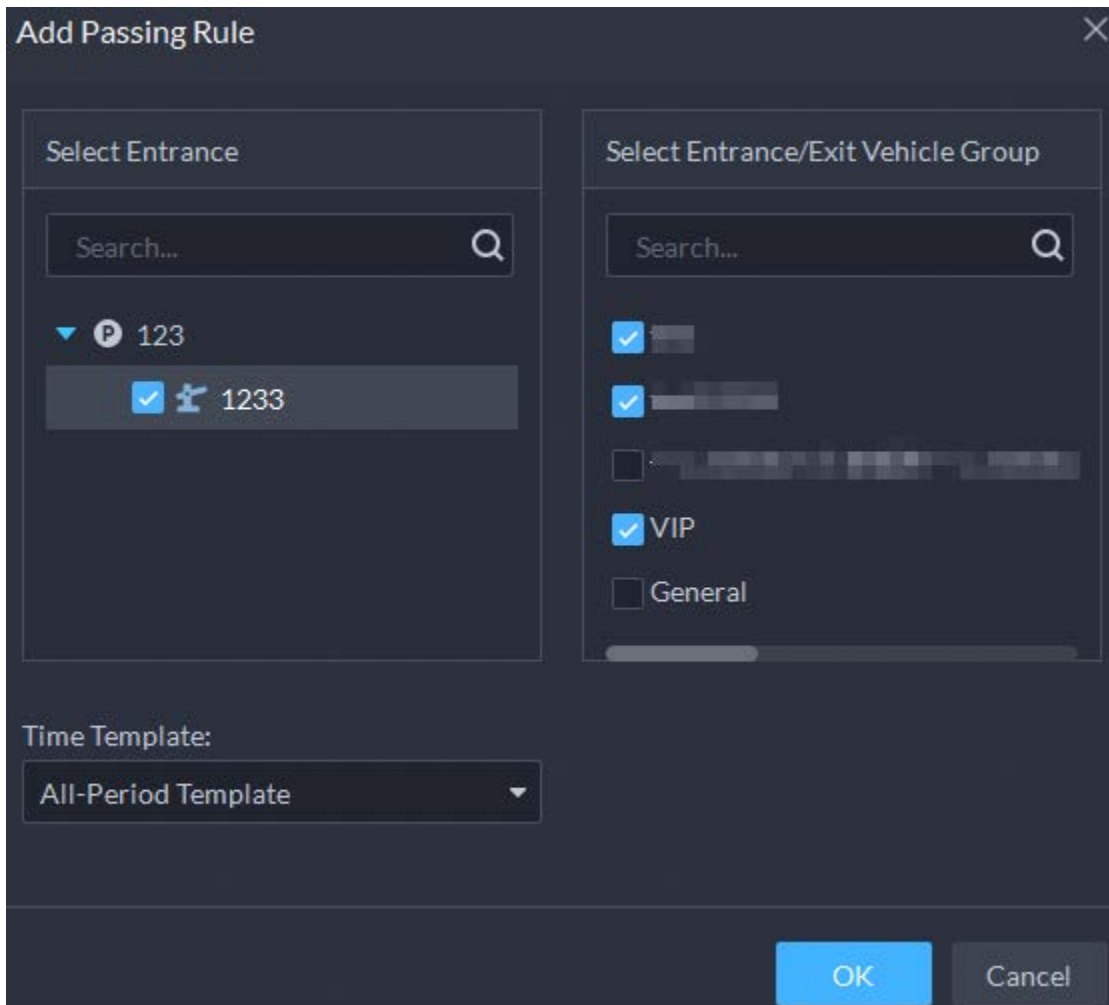 Add Passing Rule
Select Entrance
Search...
P 123
1233
Select Entrance/Exit Vehicle Group
Search...
VIP
General
Time Template:
All-Period Template
OK
Cancel